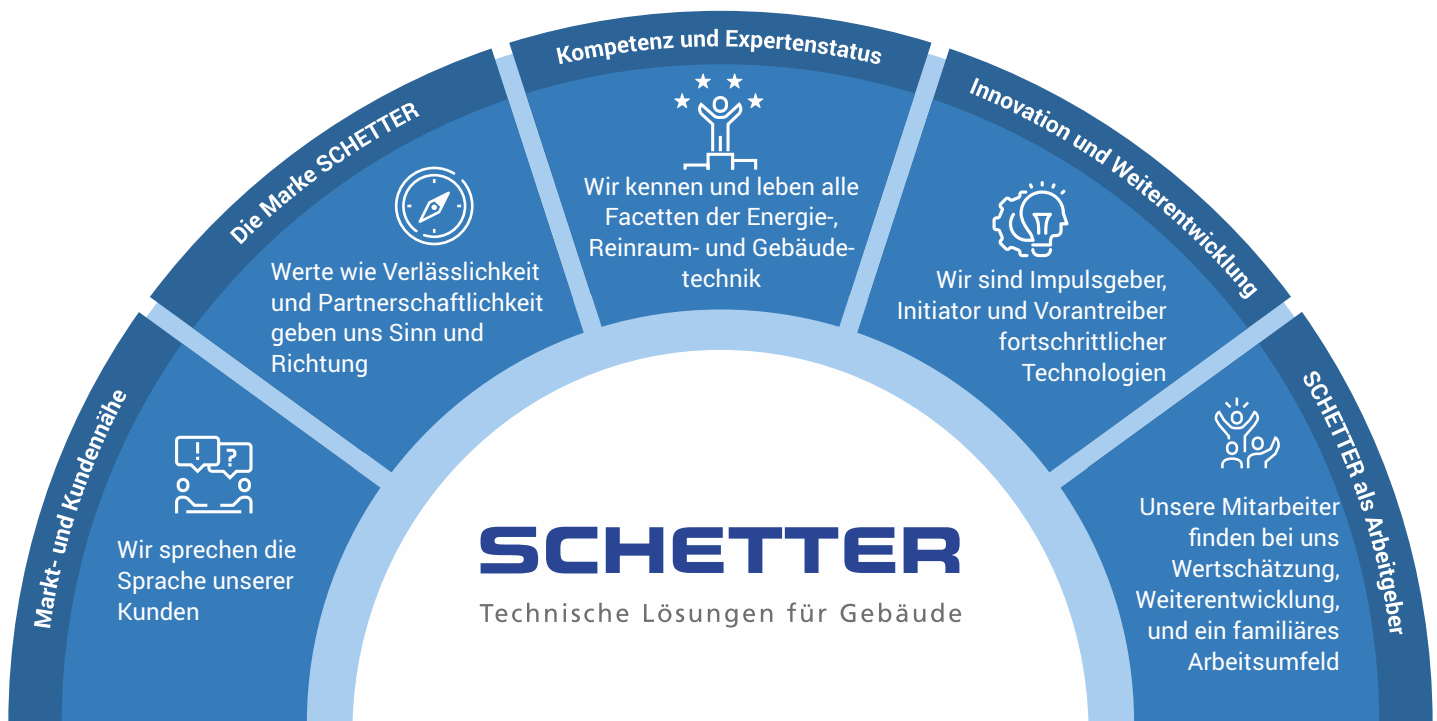 Markt- und Kundennähe
!
?
Wir sprechen die
Sprache unserer
Kunden
Die Marke SCHETTER
Werte wie Verlässlichkeit
und Partnerschaftlichkeit
geben uns Sinn und
Richtung
Kompetenz und Expertenstatus
Wir kennen und leben alle
Facetten der Energie-,
Reinraum- und Gebäude-
technik
Innovation und Weiterentwicklung
Wir sind Impulsgeber,
Initiator und Vorantreiber
fortschrittlicher
Technologien
SCHETTER als Arbeitgeber
Unsere Mitarbeiter
finden bei uns
Wertschätzung,
Weiterentwicklung,
und ein familiäres
Arbeitsumfeld
SCHETTER
Technische Lösungen für Gebäude